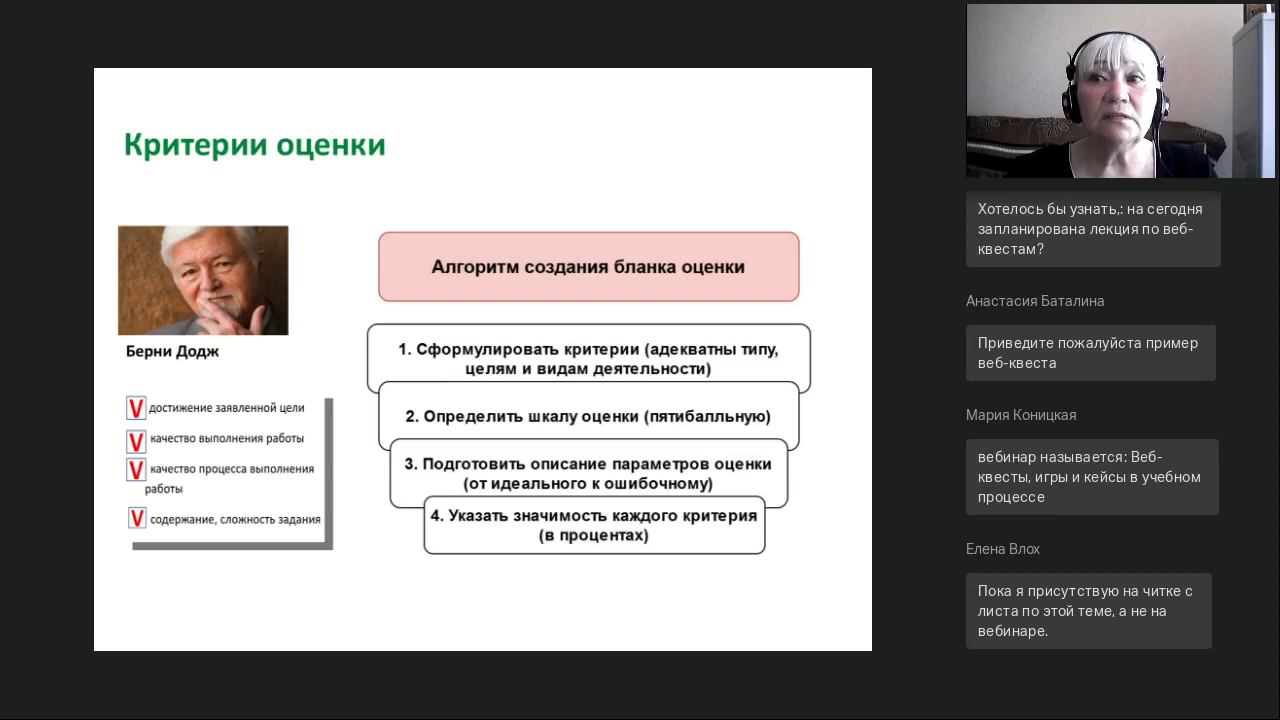 Критерии оценки
Берни Додж
V достижение заявленной цели
V качество выполнения работы
V качество процесса выполнения
работы
V содержание, сложность задания
Алгоритм создания бланка оценки
1. Сформулировать критерии (адекватны типу,
целям и видам деятельности)
2. Определить шкалу оценки (пятибалльную)
3. Подготовить описание параметров оценки
(от идеального к ошибочному)
4. Указать значимость каждого критерия
(в процентах)
Хотелось бы узнать,: на сегодня
запланирована лекция по веб-
квестам?
Анастасия Баталина
Приведите пожалуйста пример
веб-квеста
Мария Коницкая
вебинар называется: Веб-
квесты, игры и кейсы в учебном
процессе
Елена Влох
Пока я присутствую на читке с
листа по этой теме, а не на
вебинаре.